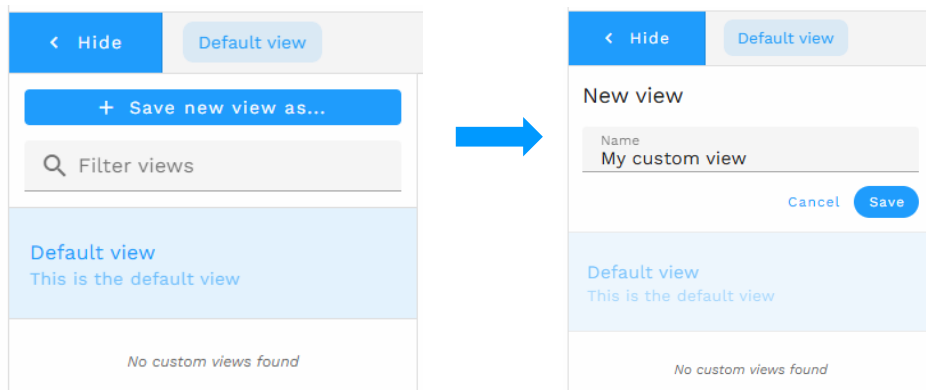 Hide
Default view
+ Save new view as...
Filter views
Default view
This is the default view
No custom views found
Hide
Default view
New view
Name
My custom view
Cancel
Save
Default view
This is the default view
No custom views found